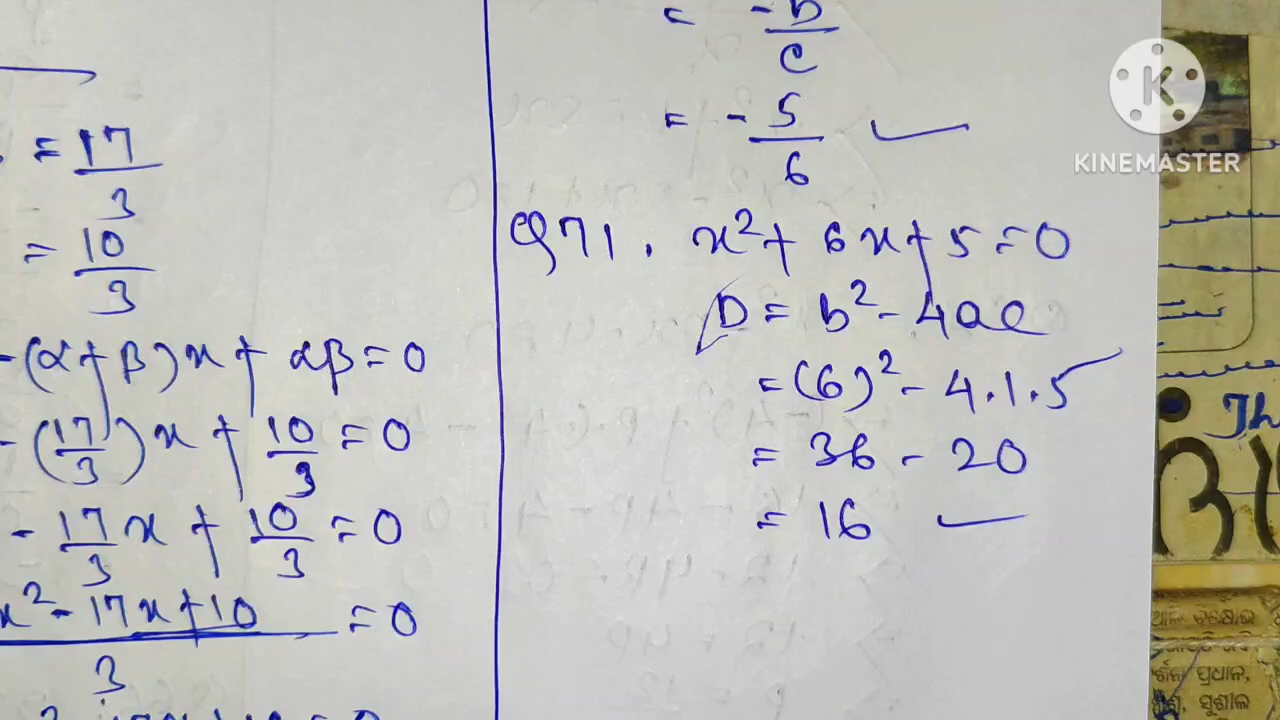 = 17/3
= 10/3
-(α+β)x + αβ = 0
-(17/3)x + 10/3 = 0
- 17/3 x + 10/3 = 0
x² - 17x + 10 / 3 = 0
= -b/c
= -5/6
Q71. x² + 6x + 5 = 0
D = b² - 4ac
= (6)² - 4.1.5
= 36 - 20
= 16
KINEMASTER
Th
ପ୍ରଧାନ,
ସୁଶୀଲ